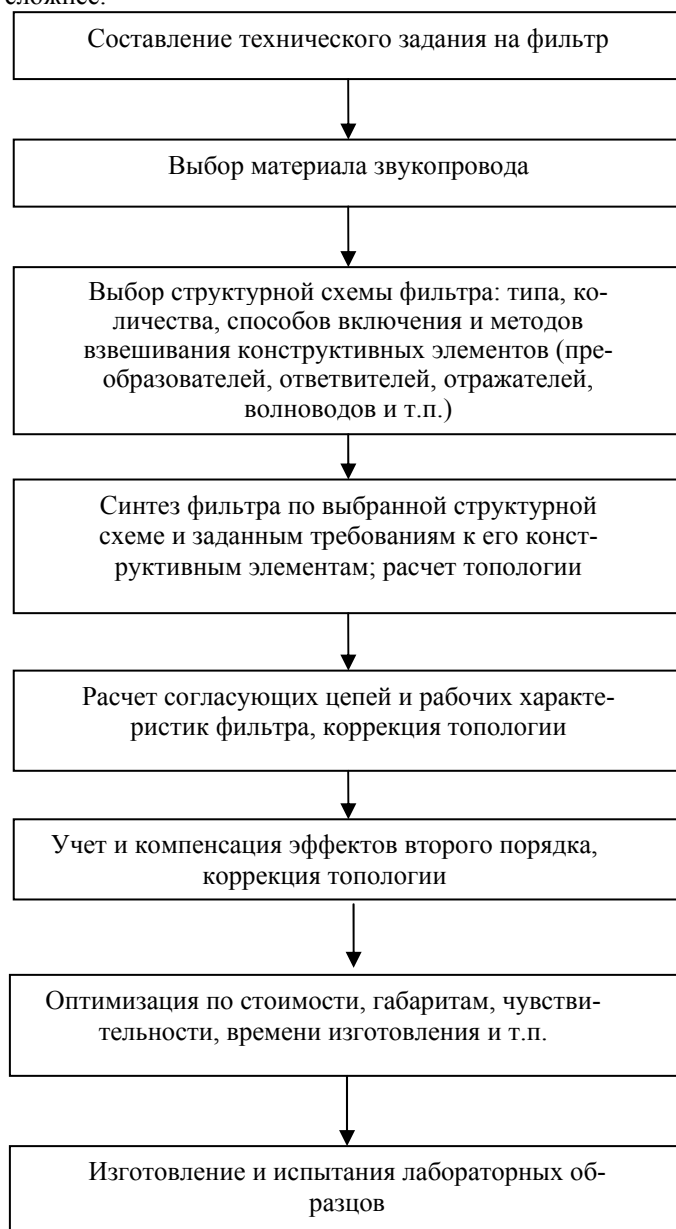 сложнее.
Составление технического задания на фильтр
Выбор материала звукопровода
Выбор структурной схемы фильтра: типа, ко-
личества, способов включения и методов
взвешивания конструктивных элементов (пре-
образователей, ответвителей, отражателей,
волноводов и т.п.)
Синтез фильтра по выбранной структурной
схеме и заданным требованиям к его конст-
руктивным элементам; расчет топологии
Расчет согласующих цепей и рабочих характе-
ристик фильтра, коррекция топологии
Учет и компенсация эффектов второго порядка,
коррекция топологии
Оптимизация по стоимости, габаритам, чувстви-
тельности, времени изготовления и т.п.
Изготовление и испытания лабораторных об-
разцов